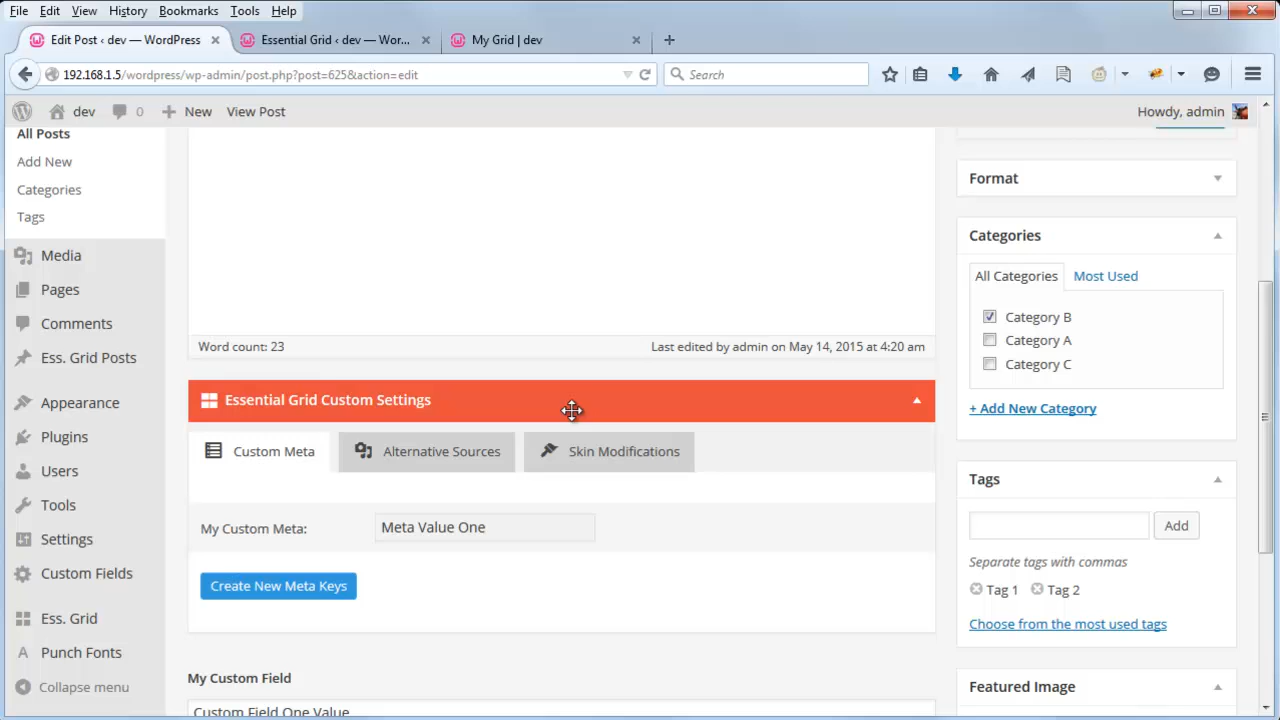 File Edit View History Bookmarks Tools Help
Edit Post ‹ dev — WordPress
Essential Grid ‹ dev — Wor...
My Grid | dev
192.168.1.5/wordpress/wp-admin/post.php?post=625&action=edit
Search
dev 0 New View Post
Howdy, admin
All Posts
Add New
Categories
Tags
Media
Pages
Comments
Ess. Grid Posts
Appearance
Plugins
Users
Tools
Settings
Custom Fields
Ess. Grid
Punch Fonts
Collapse menu
Word count: 23
Last edited by admin on May 14, 2015 at 4:20 am
Essential Grid Custom Settings
Custom Meta
Alternative Sources
Skin Modifications
My Custom Meta:
Meta Value One
Create New Meta Keys
My Custom Field
Custom Field One Value
Format
Categories
All Categories
Most Used
Category B
Category A
Category C
+ Add New Category
Tags
Add
Separate tags with commas
Tag 1
Tag 2
Choose from the most used tags
Featured Image